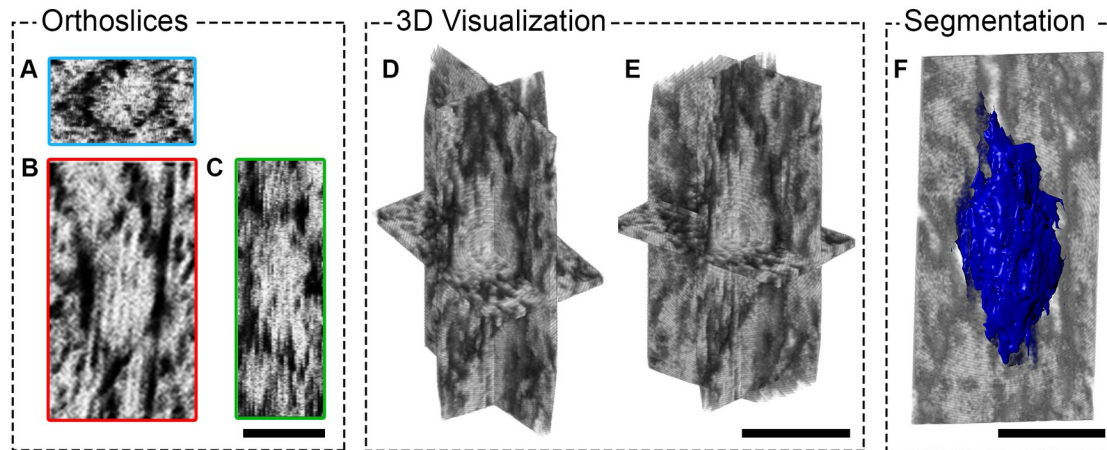 Orthoslices
3D Visualization
Segmentation
A
B
C
D
E
F